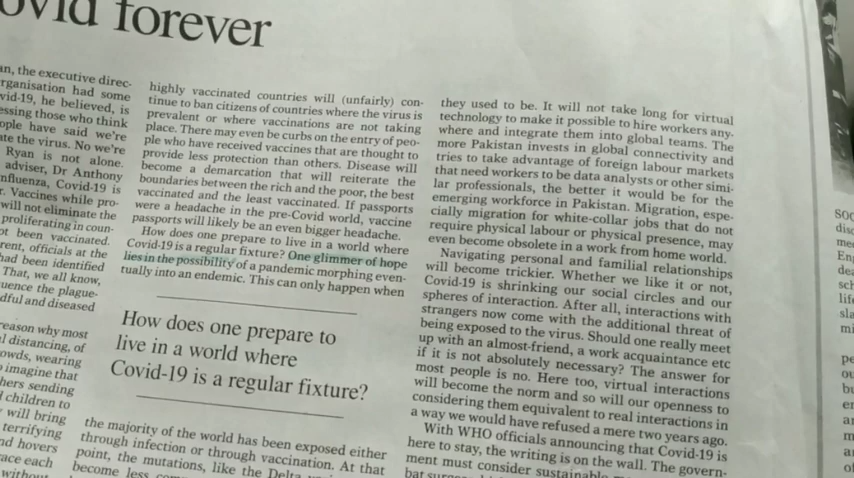 ovid forever
an, the executive direc-
rganisation had some
vid-19, he believed, is
essing those who think
ople have said we're
ate the virus. No we're
Ryan is not alone.
adviser, Dr Anthony
nfluenza, Covid-19 is
r. Vaccines while pro-
will not eliminate the
proliferating in coun-
ot been vaccinated.
rent, officials at the
had been identified
That, we all know,
uence the plague-
dful and diseased
reason why most
l distancing, of
owds, wearing
o imagine that
hers sending
l children to
will bring
terrifying
nd hovers
race each
without
highly vaccinated countries will (unfairly) con-
tinue to ban citizens of countries where the virus is
prevalent or where vaccinations are not taking
place. There may even be curbs on the entry of peo-
ple who have received vaccines that are thought to
provide less protection than others. Disease will
become a demarcation that will reiterate the
boundaries between the rich and the poor, the best
vaccinated and the least vaccinated. If passports
were a headache in the pre-Covid world, vaccine
passports will likely be an even bigger headache.
How does one prepare to live in a world where
Covid-19 is a regular fixture? One glimmer of hope
lies in the possibility of a pandemic morphing even-
tually into an endemic. This can only happen when
How does one prepare to
live in a world where
Covid-19 is a regular fixture?
the majority of the world has been exposed either
through infection or through vaccination. At that
point, the mutations, like the Delta
become less
they used to be. It will not take long for virtual
technology to make it possible to hire workers any-
where and integrate them into global teams. The
more Pakistan invests in global connectivity and
tries to take advantage of foreign labour markets
that need workers to be data analysts or other simi-
lar professionals, the better it would be for the
emerging workforce in Pakistan. Migration, espe-
cially migration for white-collar jobs that do not
require physical labour or physical presence, may
even become obsolete in a work from home world.
Navigating personal and familial relationships
will become trickier. Whether we like it or not,
Covid-19 is shrinking our social circles and our
spheres of interaction. After all, interactions with
strangers now come with the additional threat of
being exposed to the virus. Should one really meet
up with an almost-friend, a work acquaintance etc
if it is not absolutely necessary? The answer for
most people is no. Here too, virtual interactions
will become the norm and so will our openness to
considering them equivalent to real interactions in
a way we would have refused a mere two years ago.
With WHO officials announcing that Covid-19 is
here to stay, the writing is on the wall. The govern-
ment must consider sustainable
SOC
disc
Eng